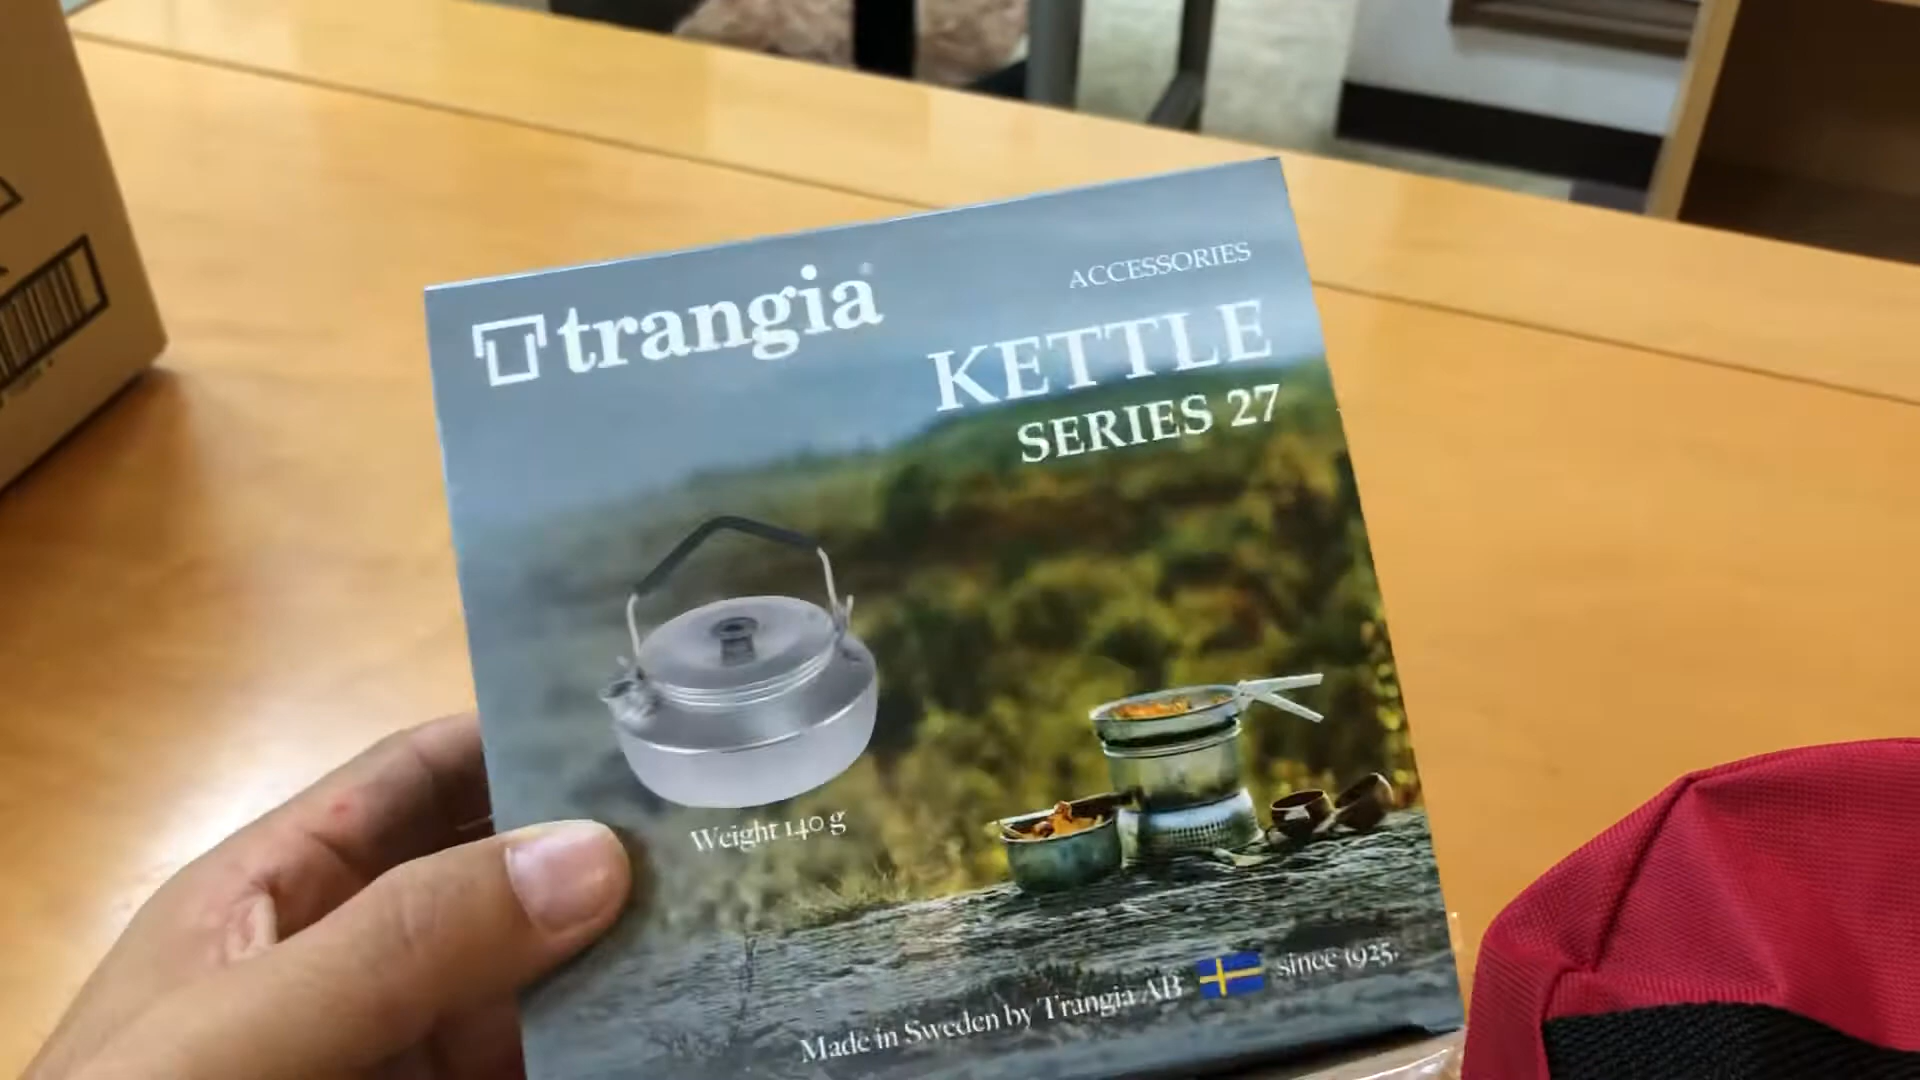 trangia®
ACCESSORIES
KETTLE
SERIES 27
Weight 140 g
Made in Sweden by Trangia AB since 1925.